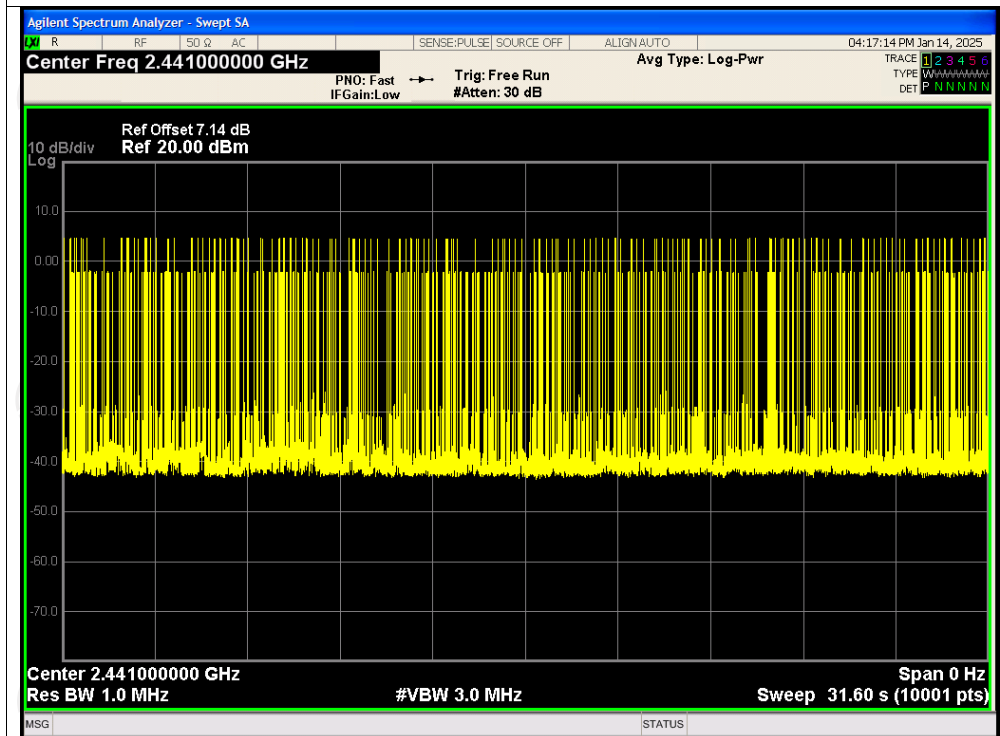 Agilent Spectrum Analyzer - Swept SA
LXI R RF 50 Ω AC SENSE:PULSE SOURCE OFF ALIGN AUTO 04:17:14 PM Jan 14, 2025
Center Freq 2.441000000 GHz Avg Type: Log-Pwr TRACE 1 2 3 4 5 6
PNO: Fast Trig: Free Run TYPE W
IFGain:Low #Atten: 30 dB DET P N N N N N
Ref Offset 7.14 dB
10 dB/div Ref 20.00 dBm
Log
10.0
0.00
-10.0
-20.0
-30.0
-40.0
-50.0
-60.0
-70.0
Center 2.441000000 GHz Span 0 Hz
Res BW 1.0 MHz #VBW 3.0 MHz Sweep 31.60 s (10001 pts)
MSG STATUS